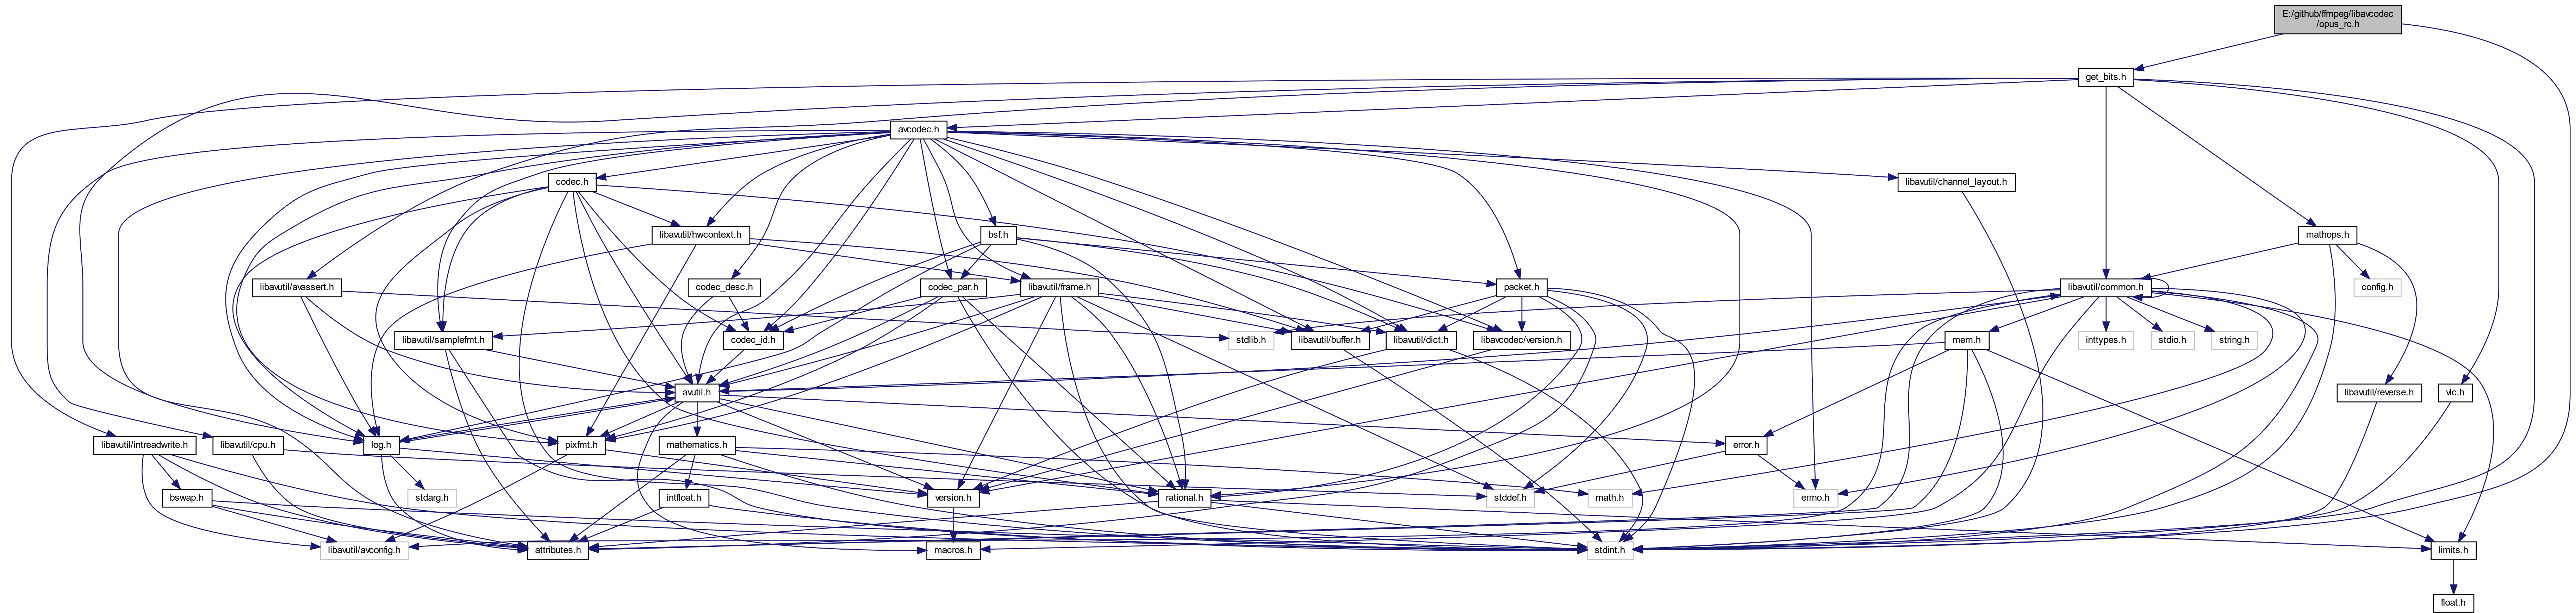 E:/github/ffmpeg/libavcodec
/opus_rc.h
get_bits.h
avcodec.h
codec.h
libavutil/channel_layout.h
libavutil/hwcontext.h
bsf.h
mathops.h
libavutil/avassert.h
codec_desc.h
codec_par.h
libavutil/frame.h
packet.h
libavutil/common.h
config.h
libavutil/samplefmt.h
codec_id.h
stdlib.h
libavutil/buffer.h
libavutil/dict.h
libavcodec/version.h
mem.h
inttypes.h
stdio.h
string.h
avutil.h
libavutil/reverse.h
vlc.h
libavutil/intreadwrite.h
libavutil/cpu.h
log.h
pixfmt.h
mathematics.h
error.h
bswap.h
stdarg.h
intfloat.h
version.h
rational.h
stddef.h
math.h
errno.h
libavutil/avconfig.h
attributes.h
macros.h
stdint.h
limits.h
float.h